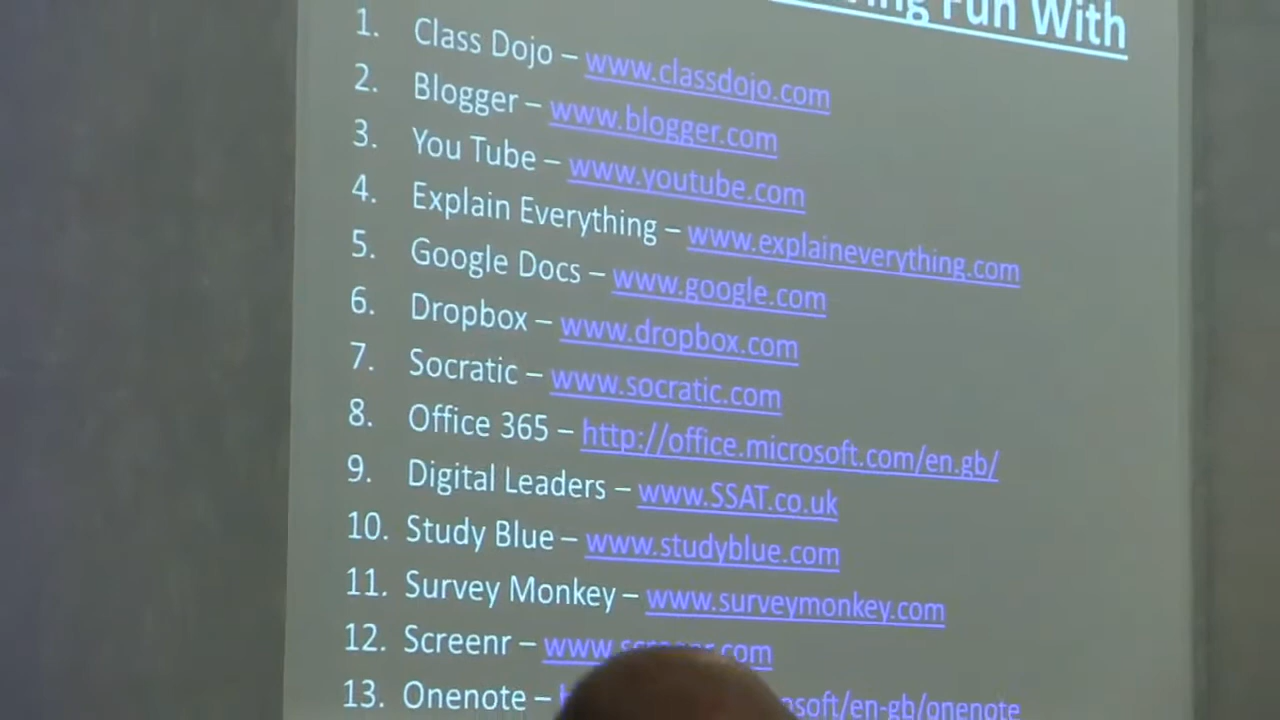 Fun With
1. Class Dojo – www.classdojo.com
2. Blogger – www.blogger.com
3. You Tube – www.youtube.com
4. Explain Everything – www.explaineverything.com
5. Google Docs – www.google.com
6. Dropbox – www.dropbox.com
7. Socratic – www.socratic.com
8. Office 365 – http://office.microsoft.com/en.gb/
9. Digital Leaders – www.SSAT.co.uk
10. Study Blue – www.studyblue.com
11. Survey Monkey – www.surveymonkey.com
12. Screenr – www.screenr.com
13. Onenote –